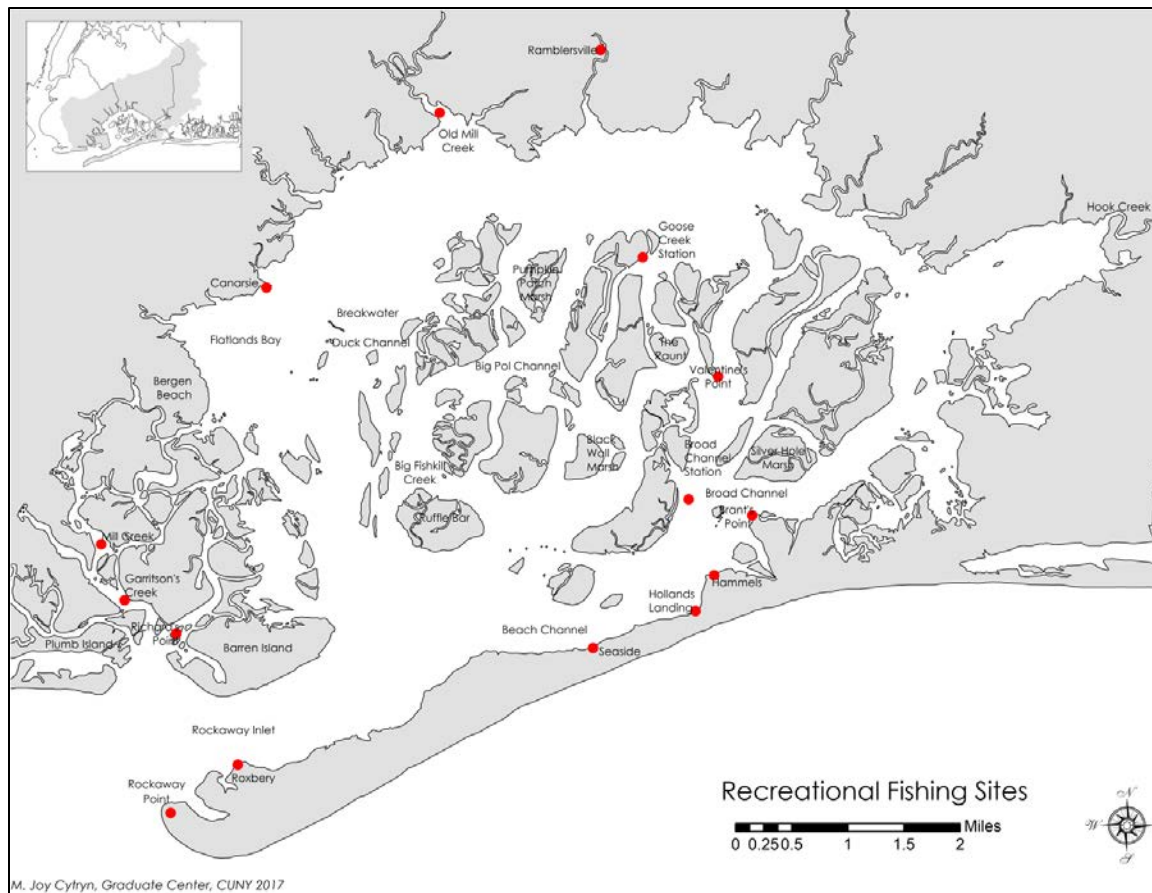 Ramblersville
Old Mill
Creek
Hook Creek
Goose
Creek
Station
Pumpkin
Patch
Marsh
Canarsie
Breakwater
Flatlands Bay
Duck Channel
The
Raunt
Big Pol Channel
Valentine's
Point
Bergen
Beach
Black
Wall
Marsh
Broad
Channel
Station
Silver Hole
Marsh
Big Fishkill
Creek
Broad Channel
Brant's
Point
Ruffle Bar
Mill Creek
Garritson's
Creek
Hammels
Hollands
Landing
Richard's
Point
Beach Channel
Plumb Island
Barren Island
Seaside
Rockaway Inlet
Roxbery
Rockaway
Point
Recreational Fishing Sites
Miles
0 0.25 0.5 1 1.5 2
N
W
S
M. Joy Cytryn, Graduate Center, CUNY 2017